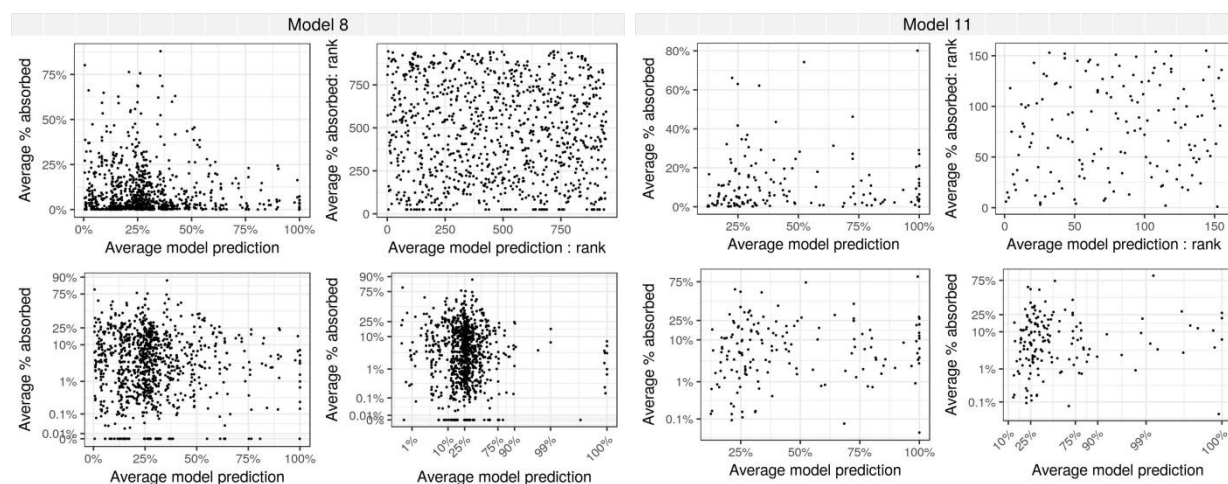 Model 8
Average % absorbed
75%
50%
25%
0%
0% 25% 50% 75% 100%
Average model prediction
Average % absorbed: rank
750
500
250
0
0 250 500 750
Average model prediction : rank
Average % absorbed
90%
75%
25%
10%
1%
0.1%
0.01%
0%
0% 25% 50% 75% 100%
Average model prediction
Average % absorbed
90%
75%
25%
10%
1%
0.1%
0.01%
0%
1% 10% 25% 75% 90% 99% 100%
Average model prediction
Model 11
Average % absorbed
80%
60%
40%
20%
0%
25% 50% 75% 100%
Average model prediction
Average % absorbed: rank
150
100
50
0
0 50 100 150
Average model prediction : rank
Average % absorbed
75%
25%
10%
1%
0.1%
25% 50% 75% 100%
Average model prediction
Average % absorbed
75%
25%
10%
1%
0.1%
10% 25% 75% 90% 99% 100%
Average model prediction